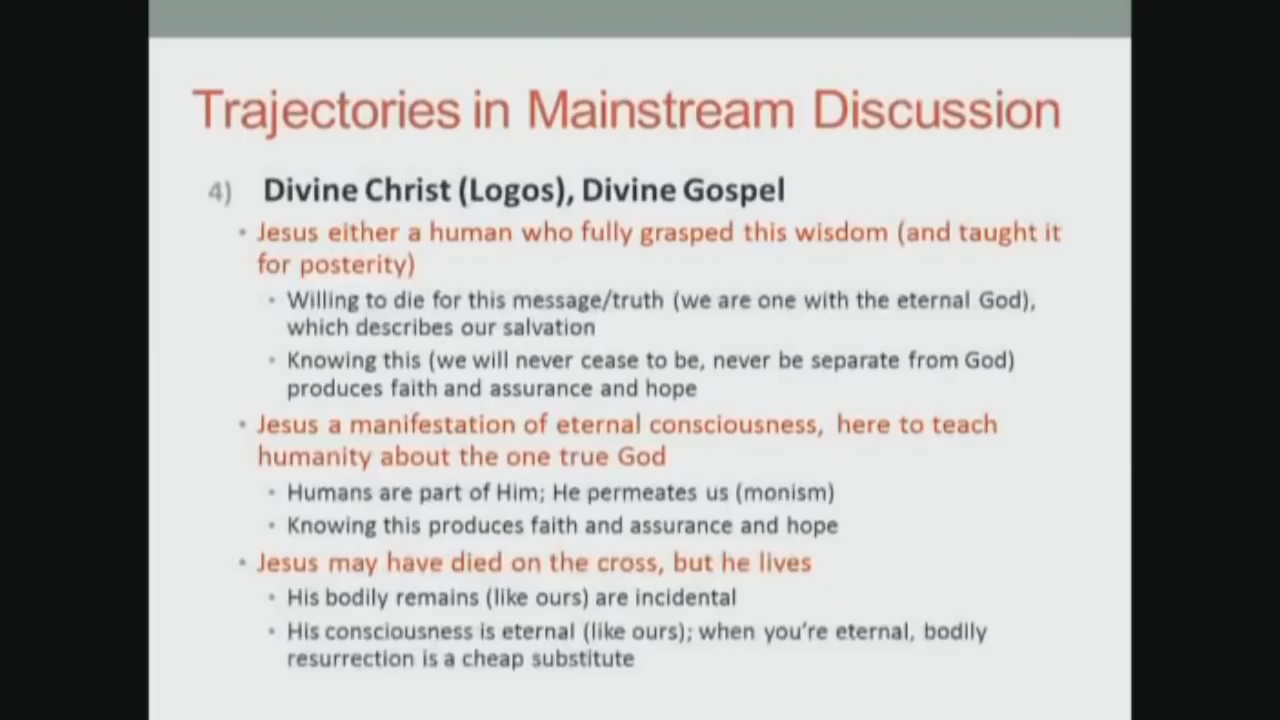 Trajectories in Mainstream Discussion
4) Divine Christ (Logos), Divine Gospel
• Jesus either a human who fully grasped this wisdom (and taught it
for posterity)
• Willing to die for this message/truth (we are one with the eternal God),
which describes our salvation
• Knowing this (we will never cease to be, never be separate from God)
produces faith and assurance and hope
• Jesus a manifestation of eternal consciousness, here to teach
humanity about the one true God
• Humans are part of Him; He permeates us (monism)
• Knowing this produces faith and assurance and hope
• Jesus may have died on the cross, but he lives
• His bodily remains (like ours) are incidental
• His consciousness is eternal (like ours); when you're eternal, bodily
resurrection is a cheap substitute